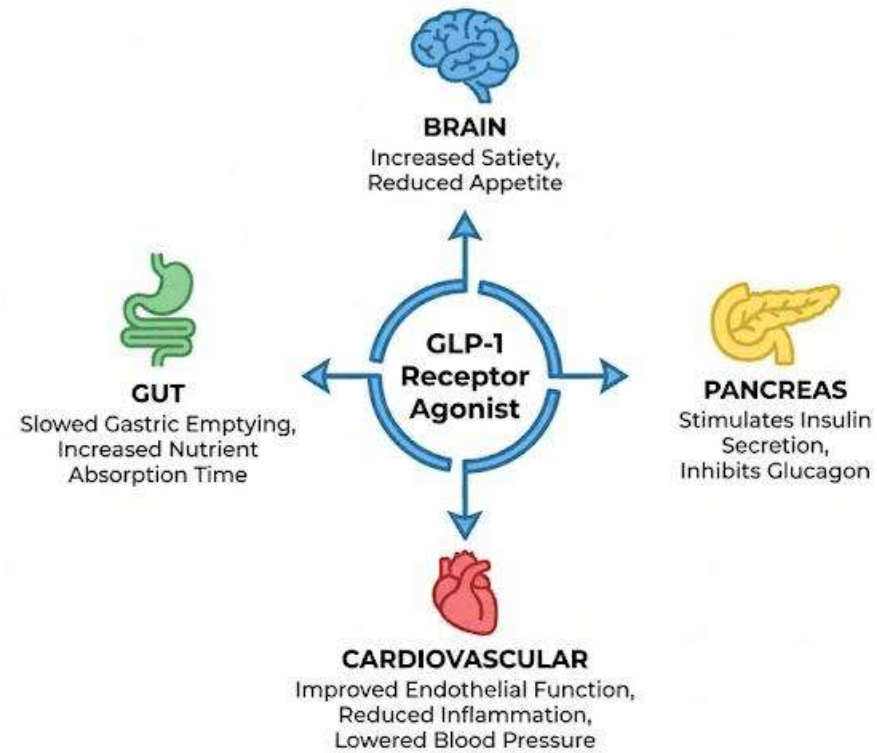 BRAIN
Increased Satiety,
Reduced Appetite
GLP-1
Receptor
Agonist
GUT
Slowed Gastric Emptying,
Increased Nutrient
Absorption Time
PANCREAS
Stimulates Insulin
Secretion,
Inhibits Glucagon
CARDIOVASCULAR
Improved Endothelial Function,
Reduced Inflammation,
Lowered Blood Pressure